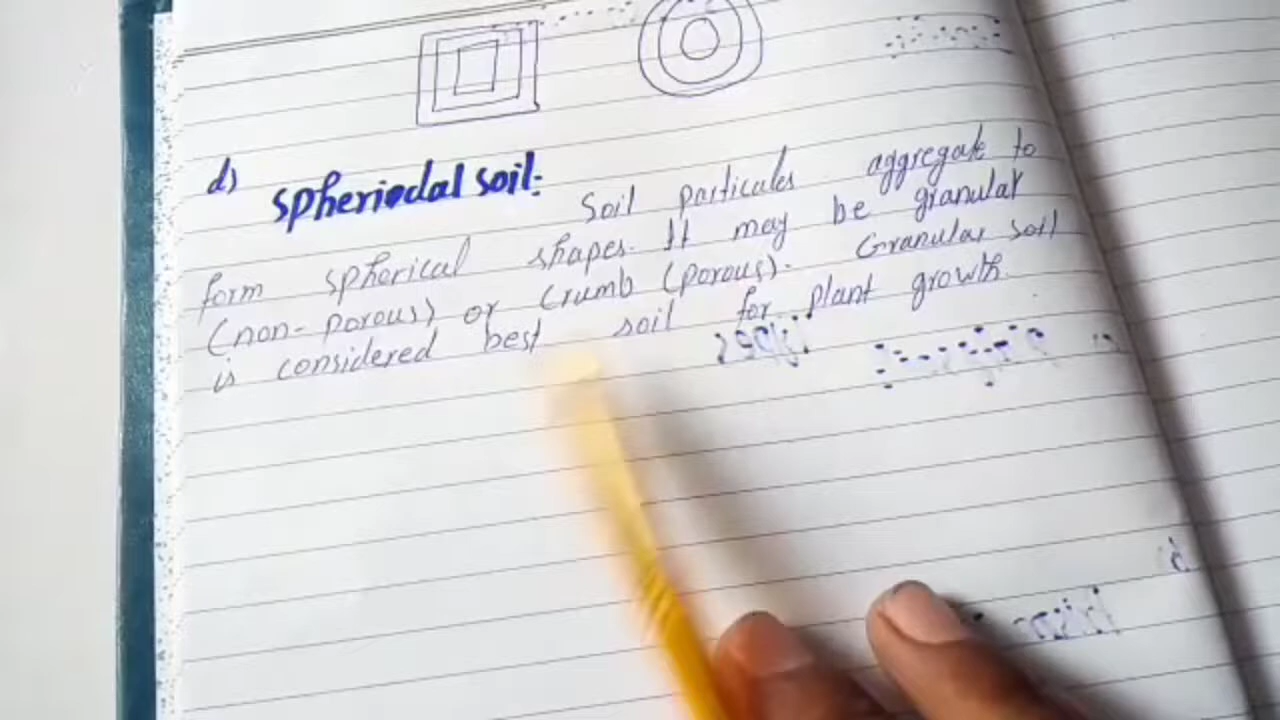 d) spheriodal soil:- Soil particules aggregate to
form spherical shapes. It may be granular
(non-porous) or crumb (porous). Granular soil
is considered best soil for plant growth.